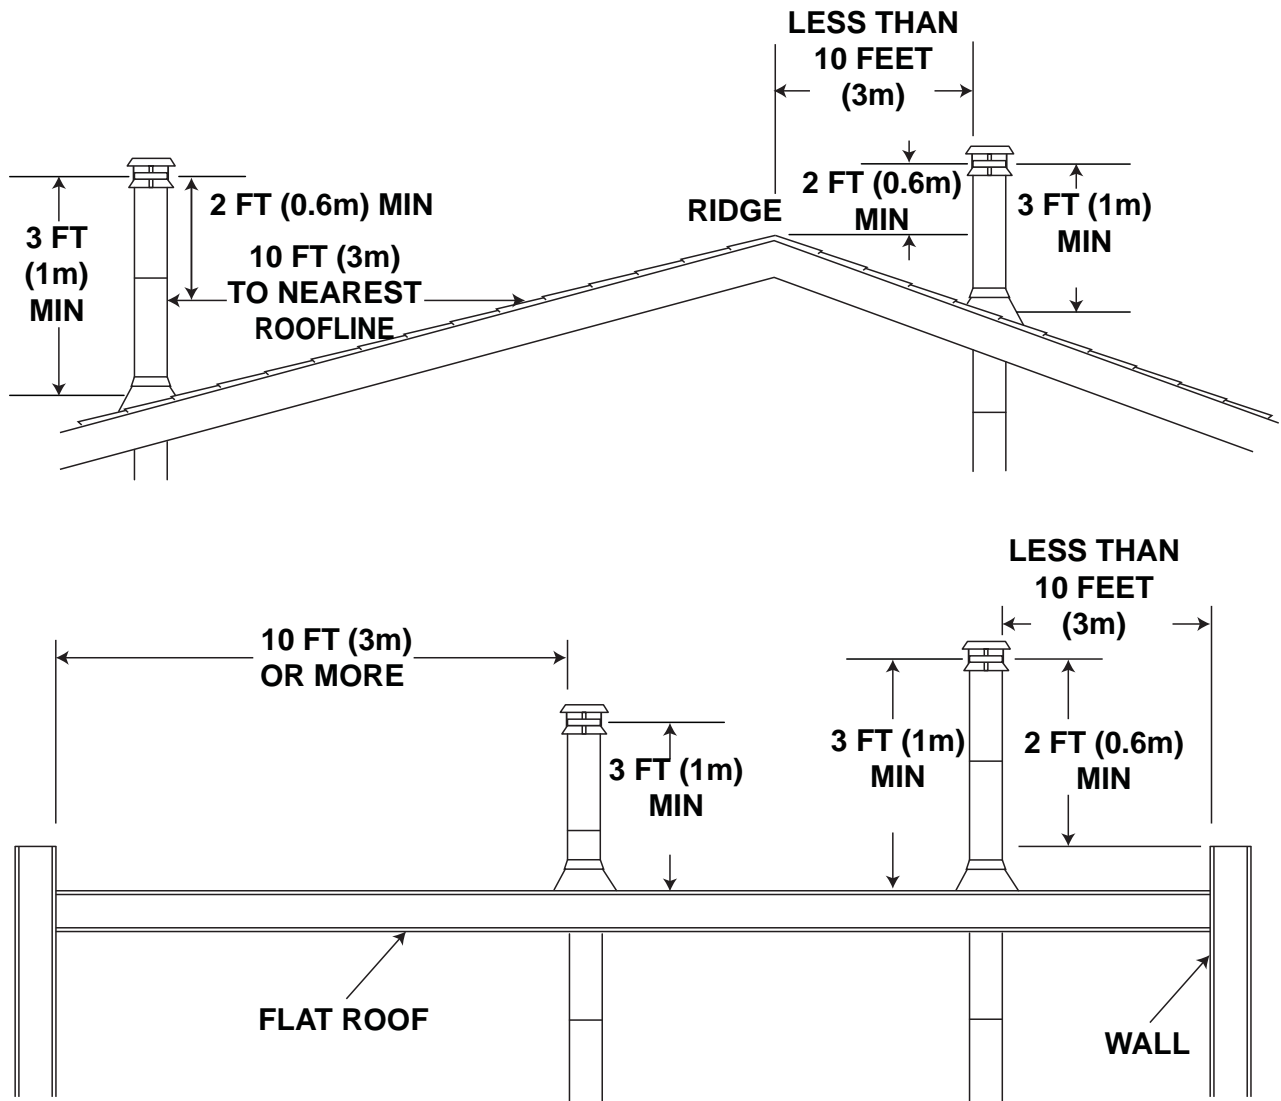 LESS THAN
10 FEET
(3m)
2 FT (0.6m) MIN
3 FT
(1m)
MIN
10 FT (3m)
TO NEAREST
ROOFLINE
RIDGE
2 FT (0.6m)
MIN
3 FT (1m)
MIN
LESS THAN
10 FEET
(3m)
10 FT (3m)
OR MORE
3 FT (1m)
MIN
3 FT (1m)
MIN
2 FT (0.6m)
MIN
FLAT ROOF
WALL